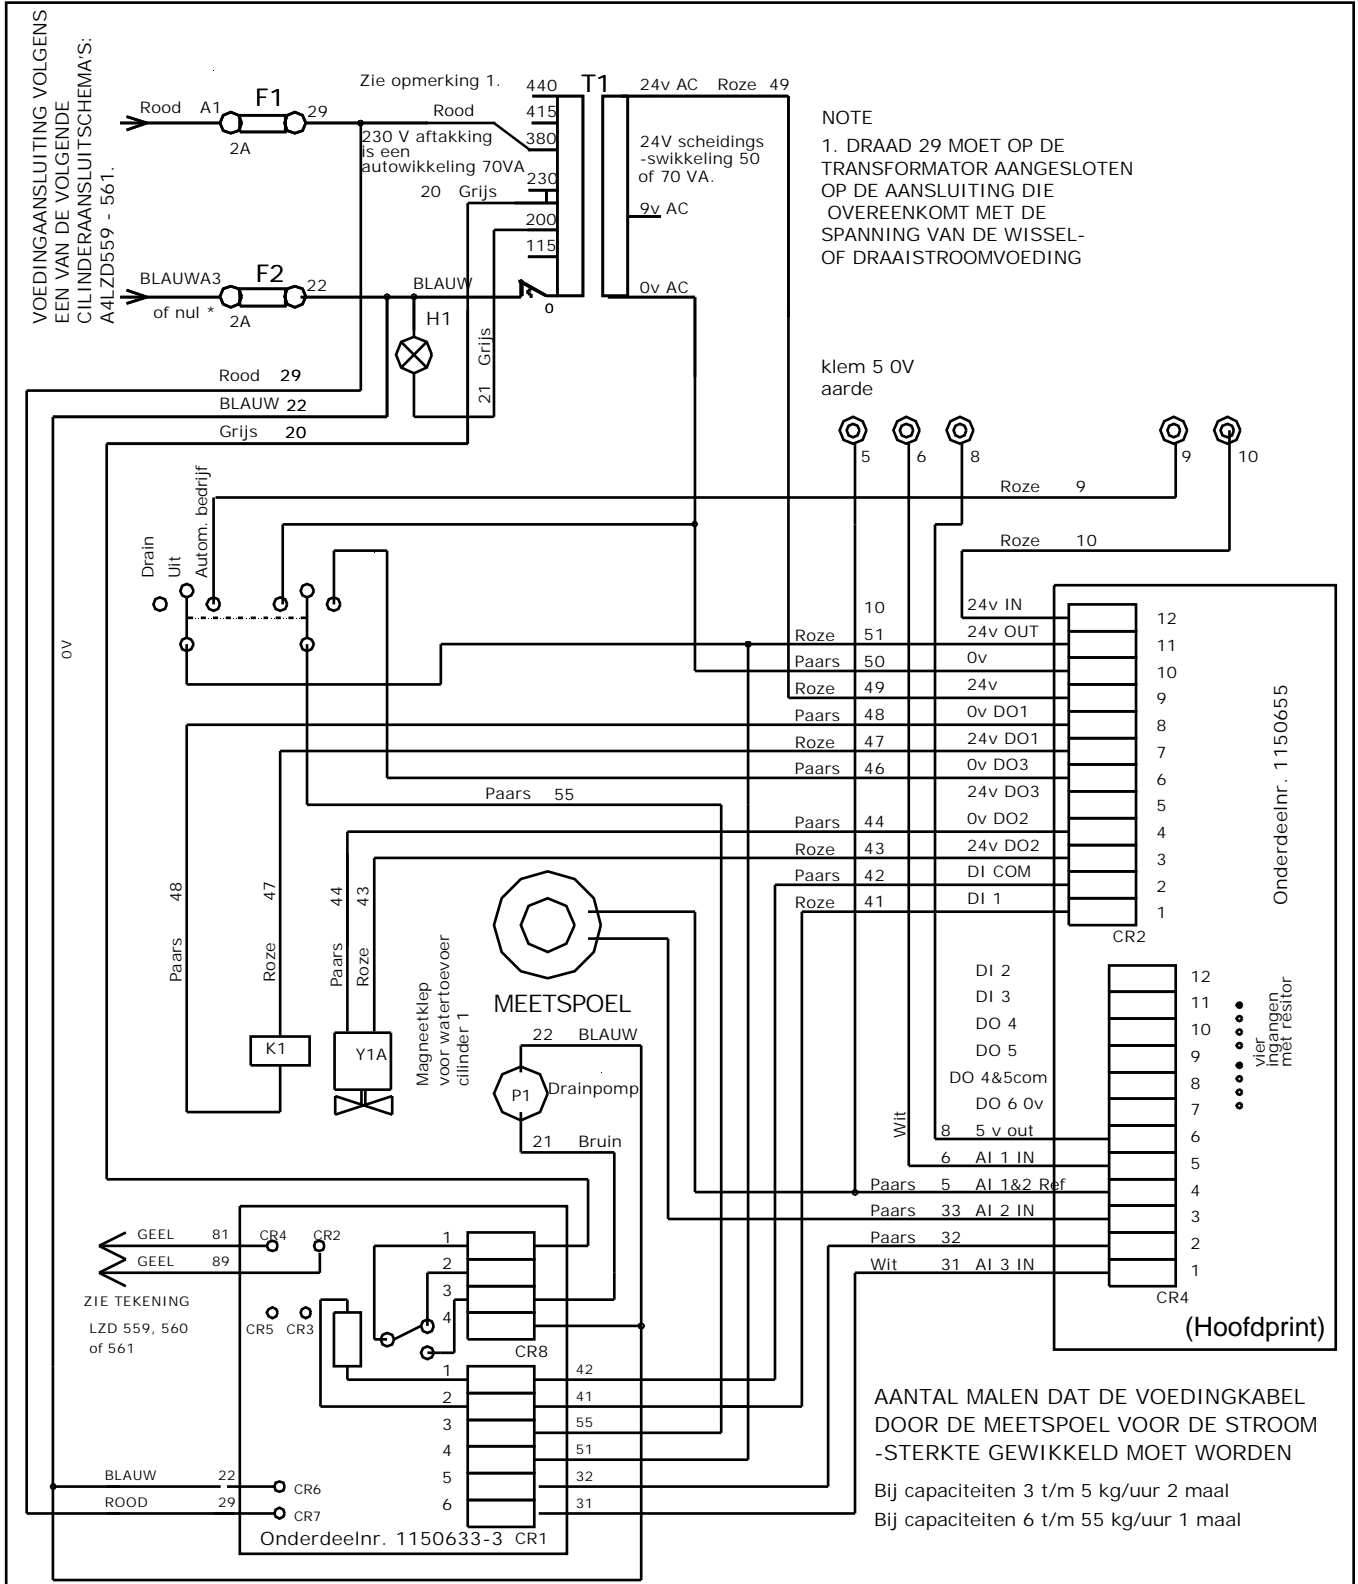 VOEDINGAANSLUITING VOLGENS
EEN VAN DE VOLGENDE
CILINDERAANSLUITSCHEMA'S:
A4LZD559 - 561.
Rood A1
F1
29
2A
Zie opmerking 1.
Rood
230 V aftakking
is een
autowikkeling 70VA
20 Grijs
440
415
380
230
200
115
0
T1
24v AC Roze 49
24V scheidings
-swikkeling 50
of 70 VA.
9v AC
0v AC
NOTE
1. DRAAD 29 MOET OP DE
TRANSFORMATOR AANGESLOTEN
OP DE AANSLUITING DIE
OVEREENKOMT MET DE
SPANNING VAN DE WISSEL-
OF DRAAISTROOMVOEDING
BLAUWA3
of nul *
F2
22
2A
BLAUW
H1
21 Grijs
Rood 29
BLAUW 22
Grijs 20
0V
klem 5 0V
aarde
5
6
8
9
10
Roze 9
Roze 10
Drain
Uit
Autom. bedrijf
10 24v IN 12
Roze 51 24v OUT 11
Paars 50 0v 10
Roze 49 24v 9
Paars 48 0v DO1 8
Roze 47 24v DO1 7
Paars 46 0v DO3 6
24v DO3 5
Paars 44 0v DO2 4
Roze 43 24v DO2 3
Paars 42 DI COM 2
Roze 41 DI 1 1
CR2
Onderdeelnr. 1150655
Paars 55
Paars 48
Roze 47
Paars 44
Roze 43
K1
Y1A
Magneetklep
voor watertoevoer
cilinder 1
MEETSPOEL
22 BLAUW
P1
Drainpomp
21 Bruin
DI 2 12
DI 3 11
DO 4 10
DO 5 9
DO 4&5com 8
DO 6 0v 7
Wit
8 5 v out 6
6 AI 1 IN 5
Paars 5 AI 1&2 Ref 4
Paars 33 AI 2 IN 3
Paars 32 2
Wit 31 AI 3 IN 1
CR4
vier
ingangen
met resitor
(Hoofdprint)
GEEL 81 CR4
CR2
GEEL 89
ZIE TEKENING
LZD 559, 560
of 561
CR5 CR3
1
2
3
4
CR8
1 42
2 41
3 55
4 51
5 32
6 31
CR1
BLAUW 22 CR6
ROOD 29 CR7
Onderdeelnr. 1150633-3
AANTAL MALEN DAT DE VOEDINGKABEL
DOOR DE MEETSPOEL VOOR DE STROOM
-STERKTE GEWIKKELD MOET WORDEN
Bij capaciteiten 3 t/m 5 kg/uur 2 maal
Bij capaciteiten 6 t/m 55 kg/uur 1 maal